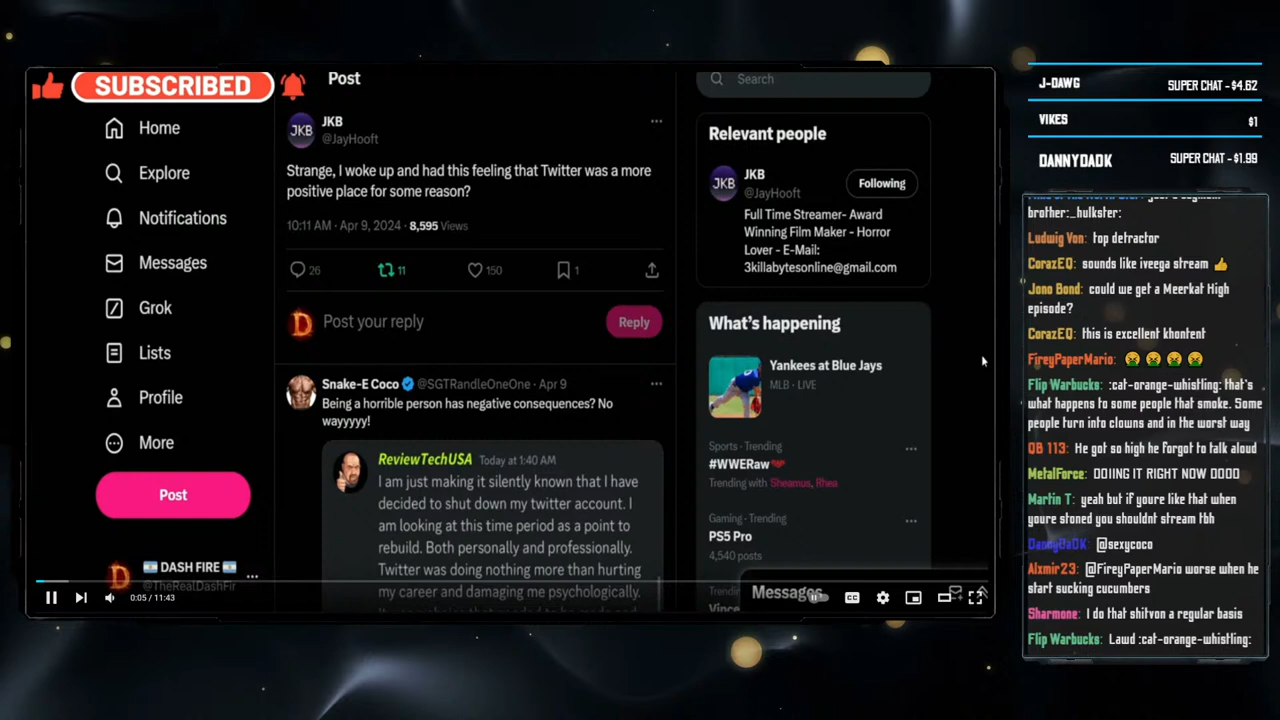 SUBSCRIBED
Post
Search
Home
Explore
Notifications
Messages
Grok
Lists
Profile
More
Post
DASH FIRE
@TheRealDashFir
JKB
JKB
@JayHooft
Strange, I woke up and had this feeling that Twitter was a more
positive place for some reason?
10:11 AM · Apr 9, 2024 · 8,595 Views
26
11
150
1
Post your reply
Reply
Snake-E Coco @SGTRandleOneOne · Apr 9
Being a horrible person has negative consequences? No
wayyyyy!
ReviewTechUSA Today at 1:40 AM
I am just making it silently known that I have
decided to shut down my twitter account. I
am looking at this time period as a point to
rebuild. Both personally and professionally.
Twitter was doing nothing more than hurting
my career and damaging me psychologically.
Relevant people
JKB
JKB
@JayHooft
Following
Full Time Streamer- Award
Winning Film Maker - Horror
Lover - E-Mail:
3killabytesonline@gmail.com
What's happening
Yankees at Blue Jays
MLB · LIVE
Sports · Trending
#WWERaw
Trending with Sheamus, Rhea
Gaming · Trending
PS5 Pro
4,540 posts
Vince
Messages
0:05 / 11:43
CC
J-DAWG SUPER CHAT - $4.62
VIKES $1
DANNYDADK SUPER CHAT - $1.99
brother:_hulkster:
Ludwig Von: top detractor
CorazEQ: sounds like iveega stream 👍
Jono Bond: could we get a Meerkat High
episode?
CorazEQ: this is excellent khontent
FireyPaperMario: 🤮 🤮 🤮 🤮
Flip Warbucks: :cat-orange-whistling: that's
what happens to some people that smoke. Some
people turn into clowns and in the worst way
QB 113: He got so high he forgot to talk aloud
MetalForce: DOIING IT RIGHT NOW OOOO
Martin T: yeah but if youre like that when
youre stoned you shouldnt stream tbh
DannyDaDK: @sexycoco
Alxmir23: @FireyPaperMario worse when he
start sucking cucumbers
Sharmone: I do that shitvon a regular basis
Flip Warbucks: Lawd :cat-orange-whistling: